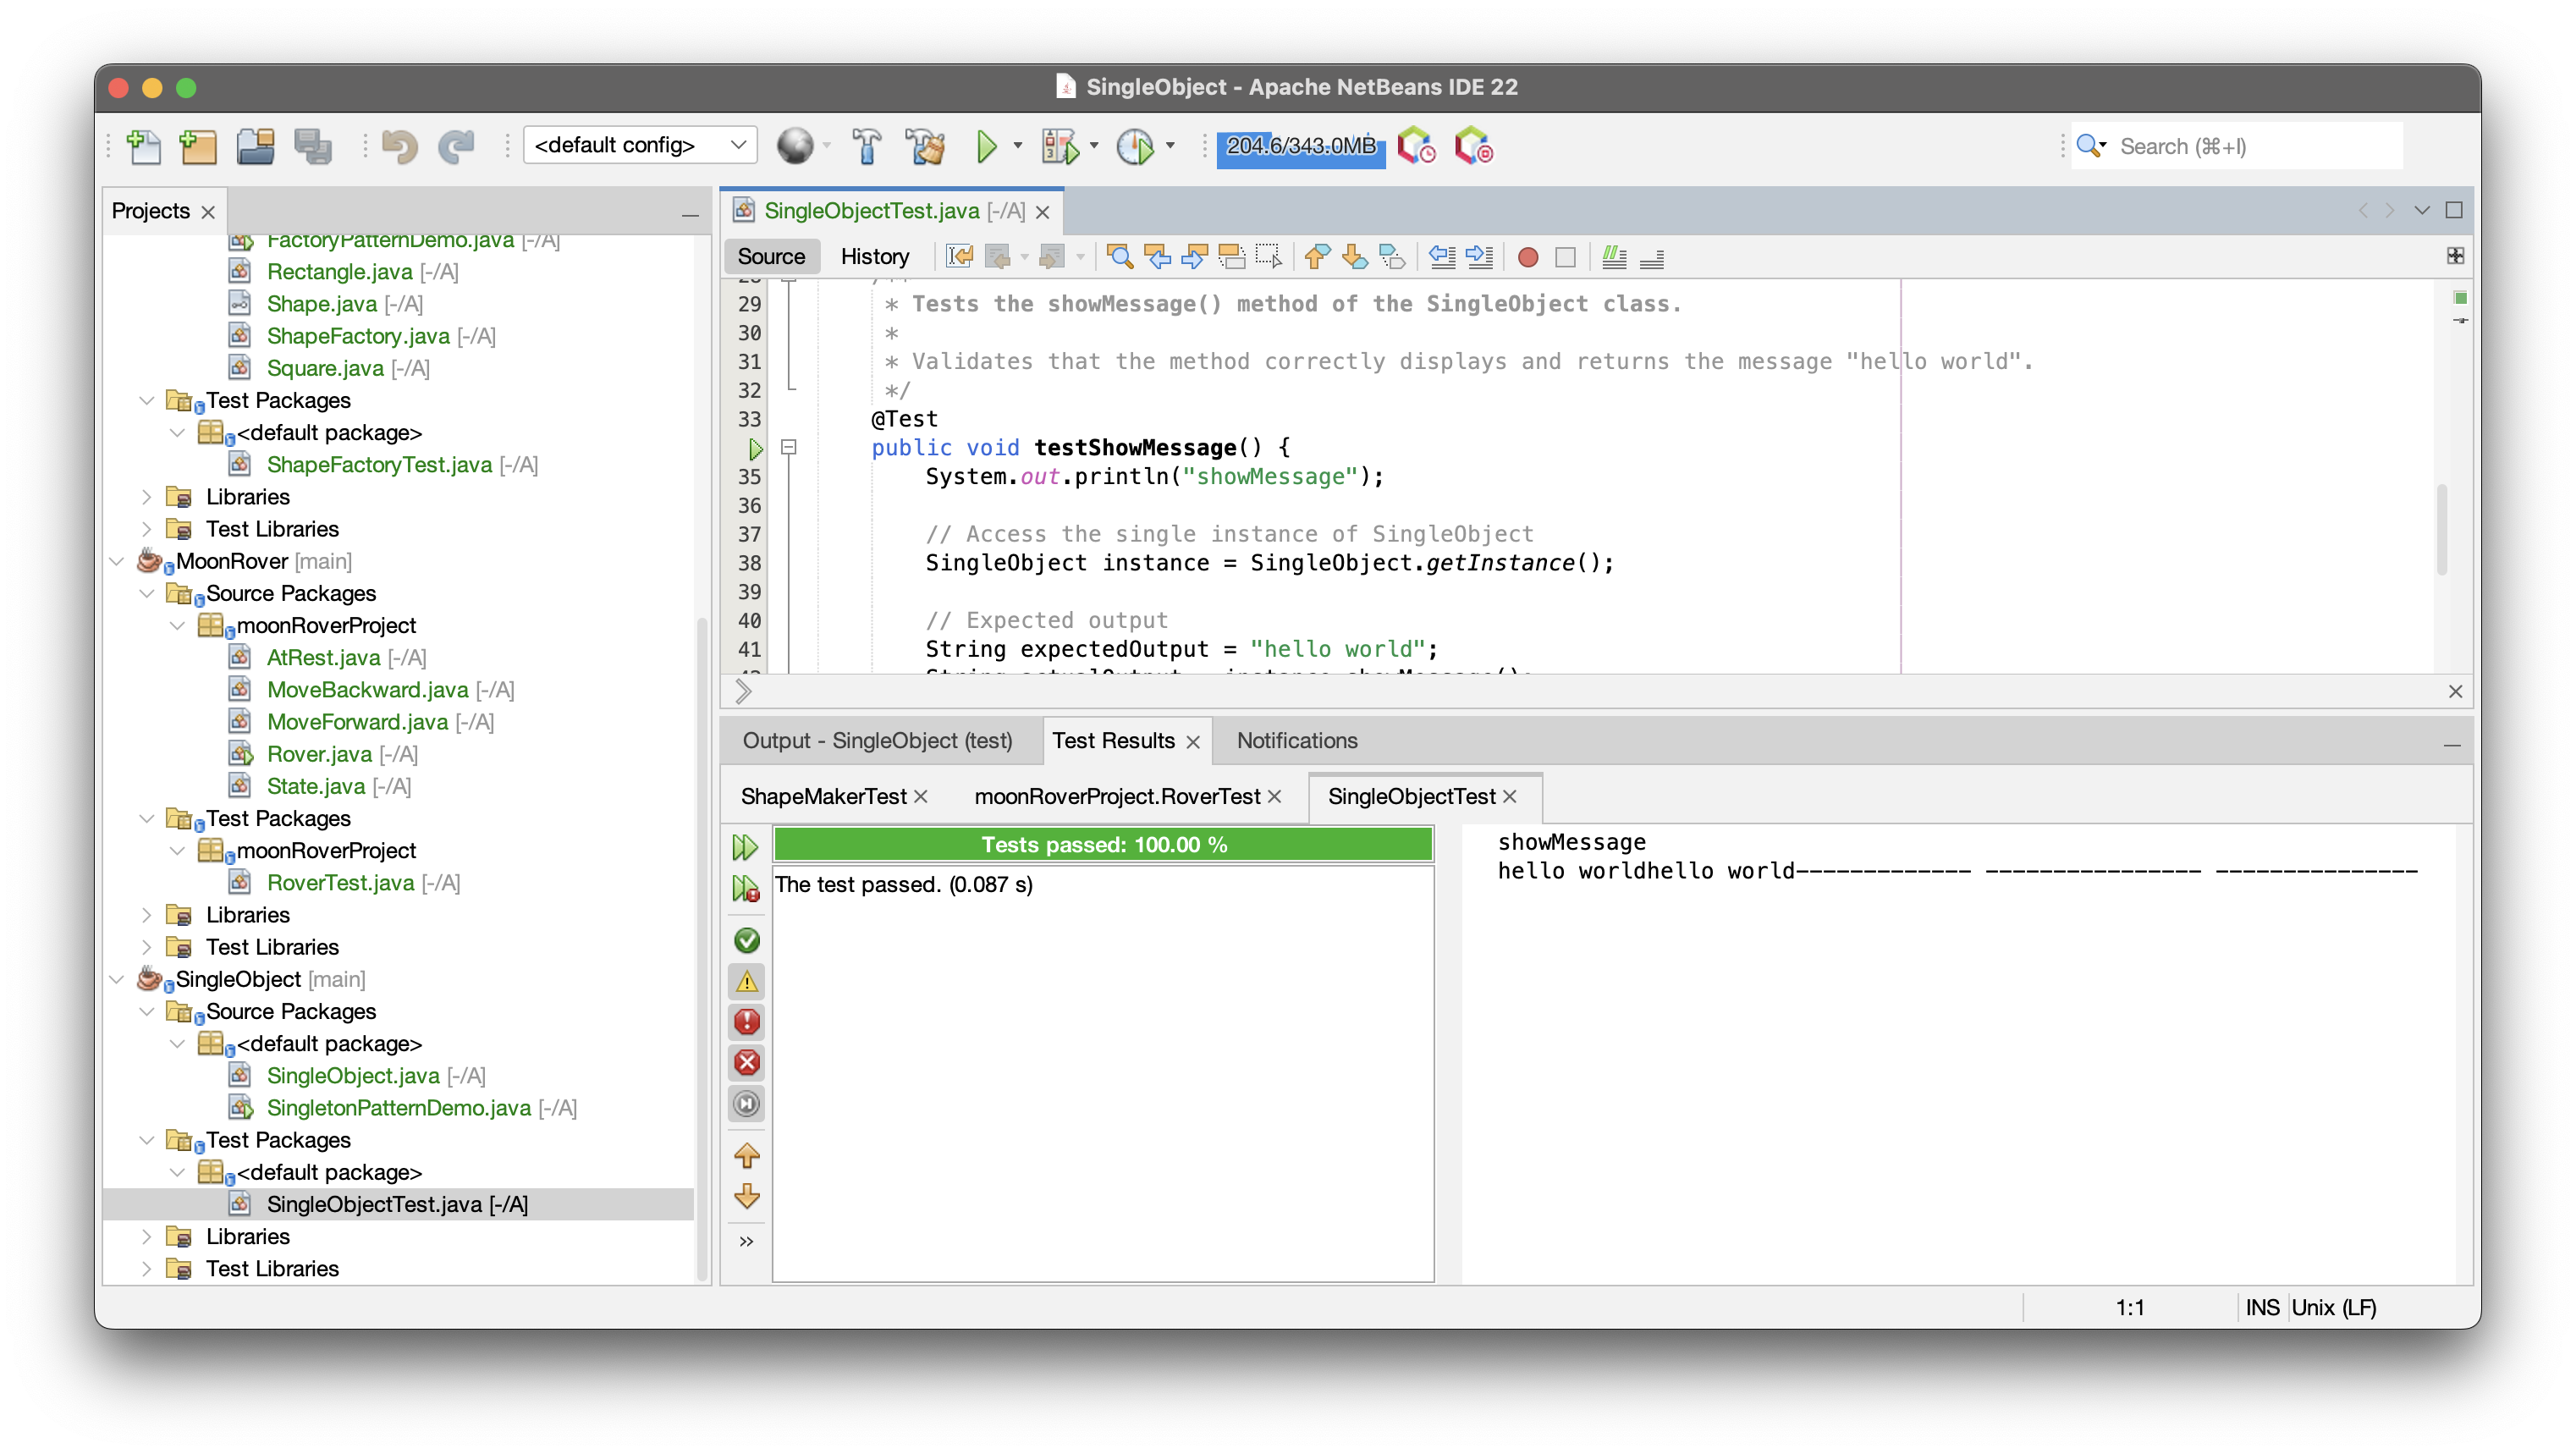 SingleObject - Apache NetBeans IDE 22
<default config>
204.6/343.0MB
Search (⌘+I)
Projects
FactoryPatternDemo.java [-/A]
Rectangle.java [-/A]
Shape.java [-/A]
ShapeFactory.java [-/A]
Square.java [-/A]
Test Packages
<default package>
ShapeFactoryTest.java [-/A]
Libraries
Test Libraries
MoonRover [main]
Source Packages
moonRoverProject
AtRest.java [-/A]
MoveBackward.java [-/A]
MoveForward.java [-/A]
Rover.java [-/A]
State.java [-/A]
Test Packages
moonRoverProject
RoverTest.java [-/A]
Libraries
Test Libraries
SingleObject [main]
Source Packages
<default package>
SingleObject.java [-/A]
SingletonPatternDemo.java [-/A]
Test Packages
<default package>
SingleObjectTest.java [-/A]
Libraries
Test Libraries
SingleObjectTest.java [-/A]
Source History
28 /**
29 * Tests the showMessage() method of the SingleObject class.
30 *
31 * Validates that the method correctly displays and returns the message "hello world".
32 */
33 @Test
public void testShowMessage() {
35 System.out.println("showMessage");
36
37 // Access the single instance of SingleObject
38 SingleObject instance = SingleObject.getInstance();
39
40 // Expected output
41 String expectedOutput = "hello world";
42 String actualOutput = instance.showMessage();
Output - SingleObject (test) Test Results Notifications
ShapeMakerTest moonRoverProject.RoverTest SingleObjectTest
Tests passed: 100.00 %
The test passed. (0.087 s)
showMessage
hello worldhello world------------- ---------------- ---------------
1:1 INS Unix (LF)